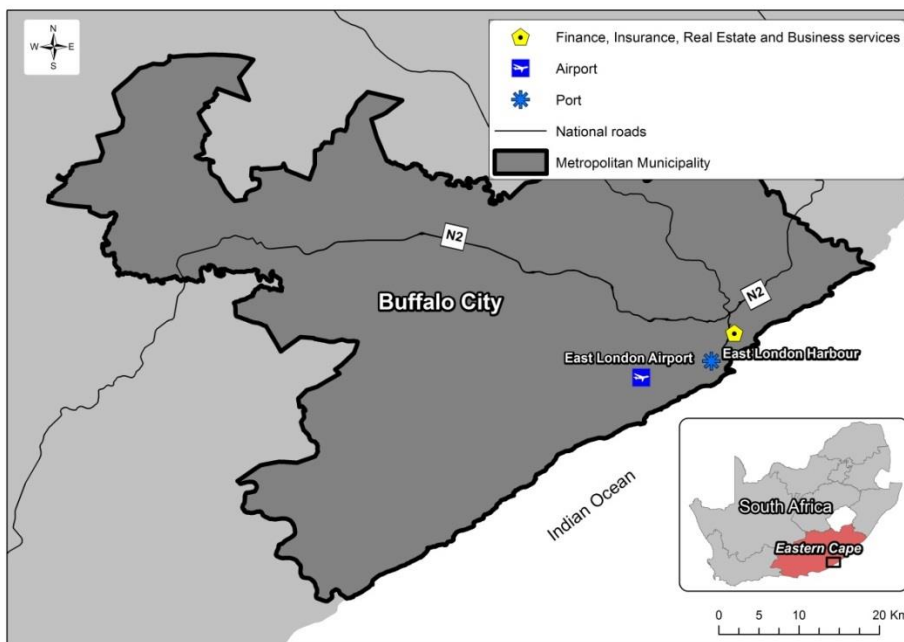 N
W E
S
Finance, Insurance, Real Estate and Business services
Airport
Port
National roads
Metropolitan Municipality
N2
N2
Buffalo City
East London Airport
East London Harbour
Indian Ocean
South Africa
Eastern Cape
0 5 10 20 Km